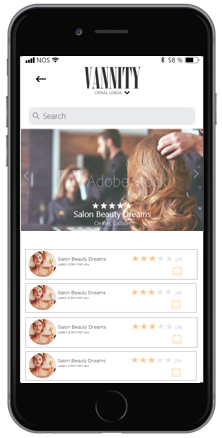 NOS 58 %
VANNITY
OEIRAS, LISBOA
Search
Adobe Stock
Salon Beauty Dreams
Oeiras, Lisboa
Salon Beauty Dreams
(24)
Salon Beauty Dreams
Salon Beauty Dreams
Salon Beauty Dreams